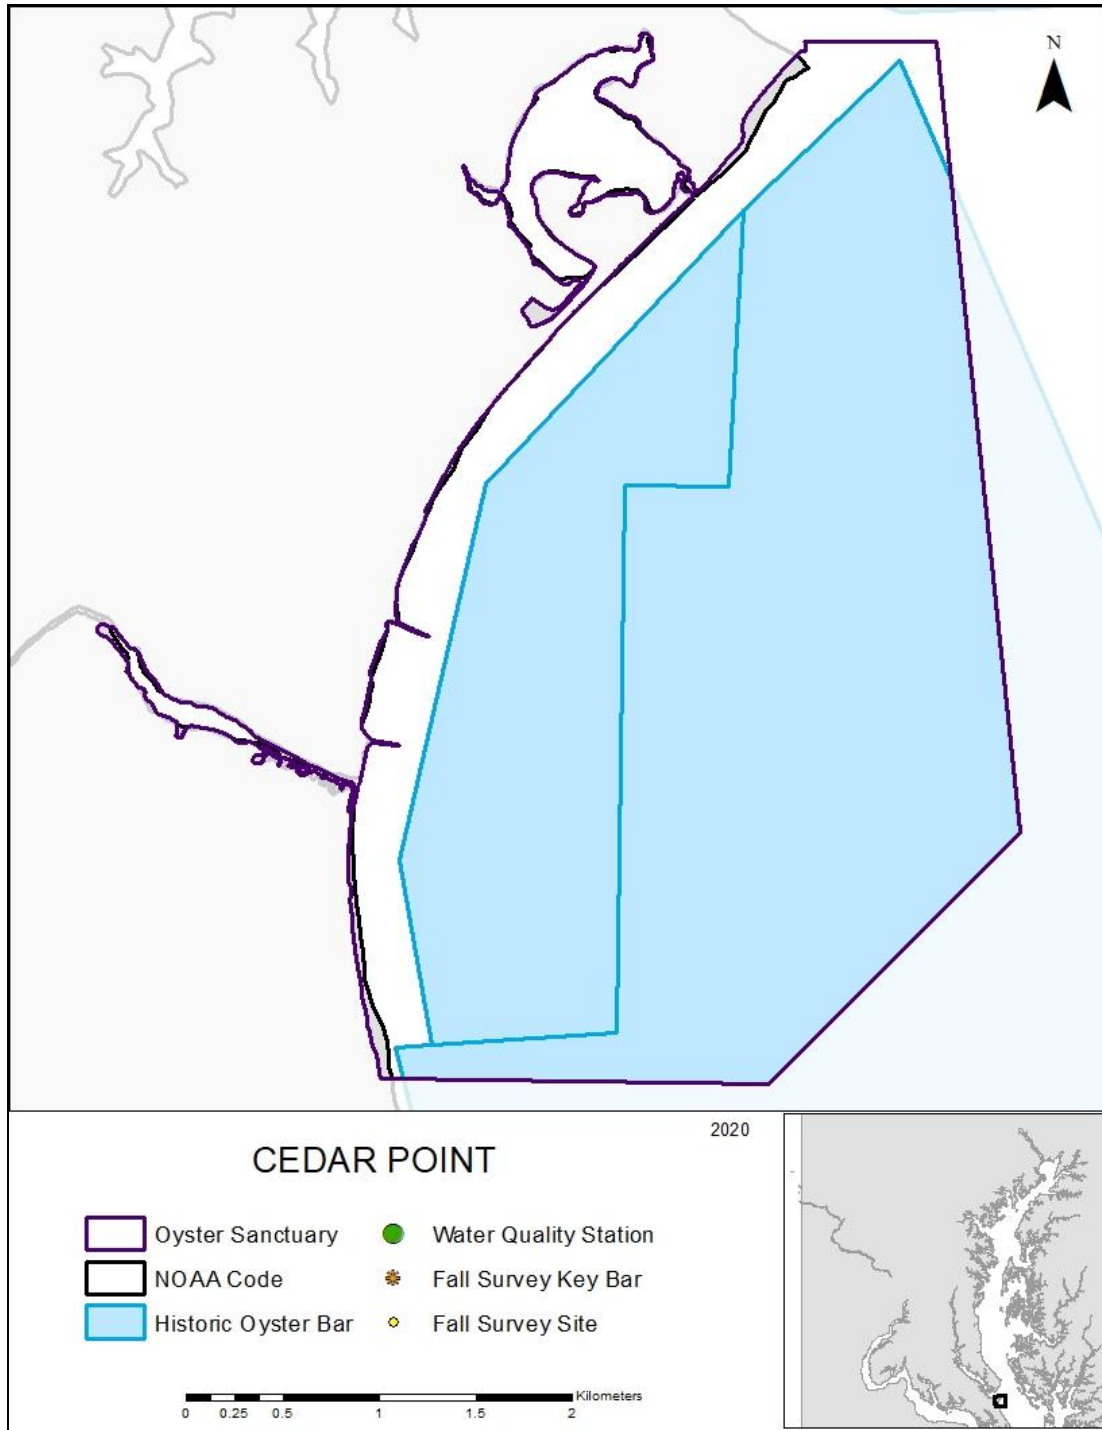 N
2020
CEDAR POINT
Oyster Sanctuary
Water Quality Station
NOAA Code
Fall Survey Key Bar
Historic Oyster Bar
Fall Survey Site
Kilometers
0 0.25 0.5 1 1.5 2